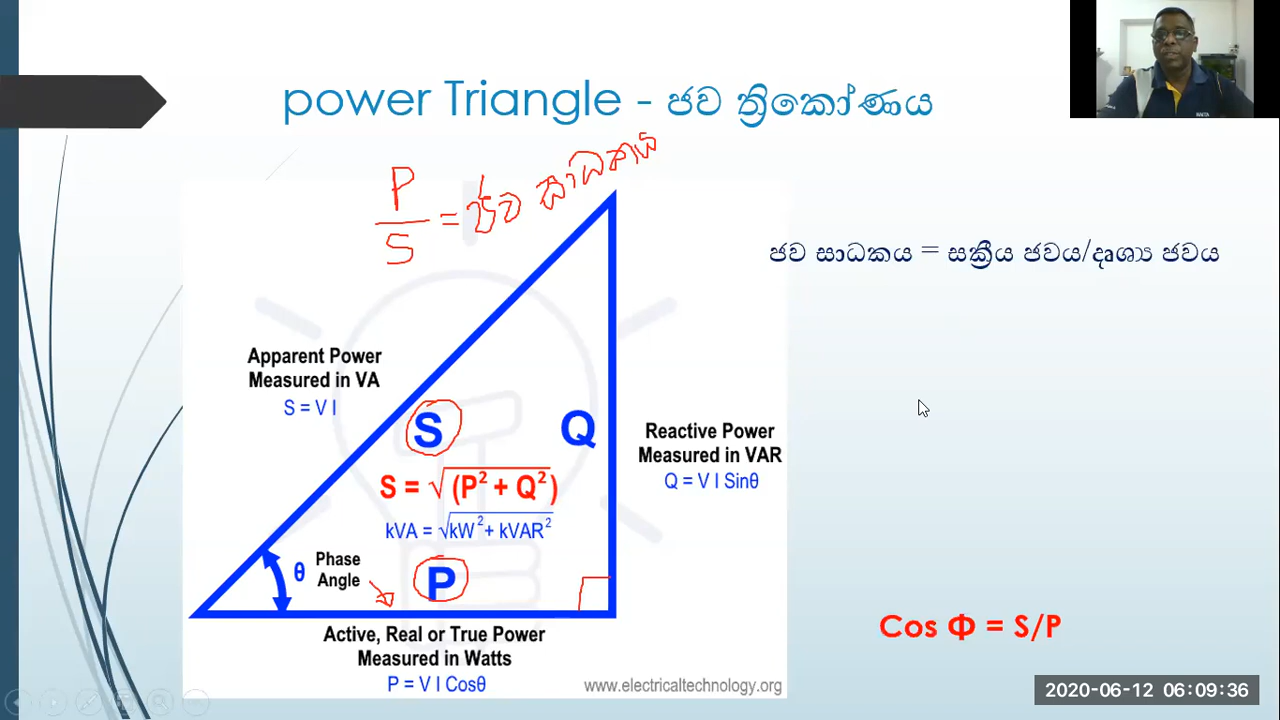 power Triangle - ජව ත්‍රිකෝණය
P
S
= ජව සාධකය
ජව සාධකය = සක්‍රීය ජවය/දෘශ්‍ය ජවය
Apparent Power
Measured in VA
S = V I
S
Q
Reactive Power
Measured in VAR
Q = V I Sinθ
S = √(P² + Q²)
kVA = √kW² + kVAR²
θ
Phase
Angle
P
Active, Real or True Power
Measured in Watts
P = V I Cosθ
www.electricaltechnology.org
Cos Φ = S/P
2020-06-12 06:09:36